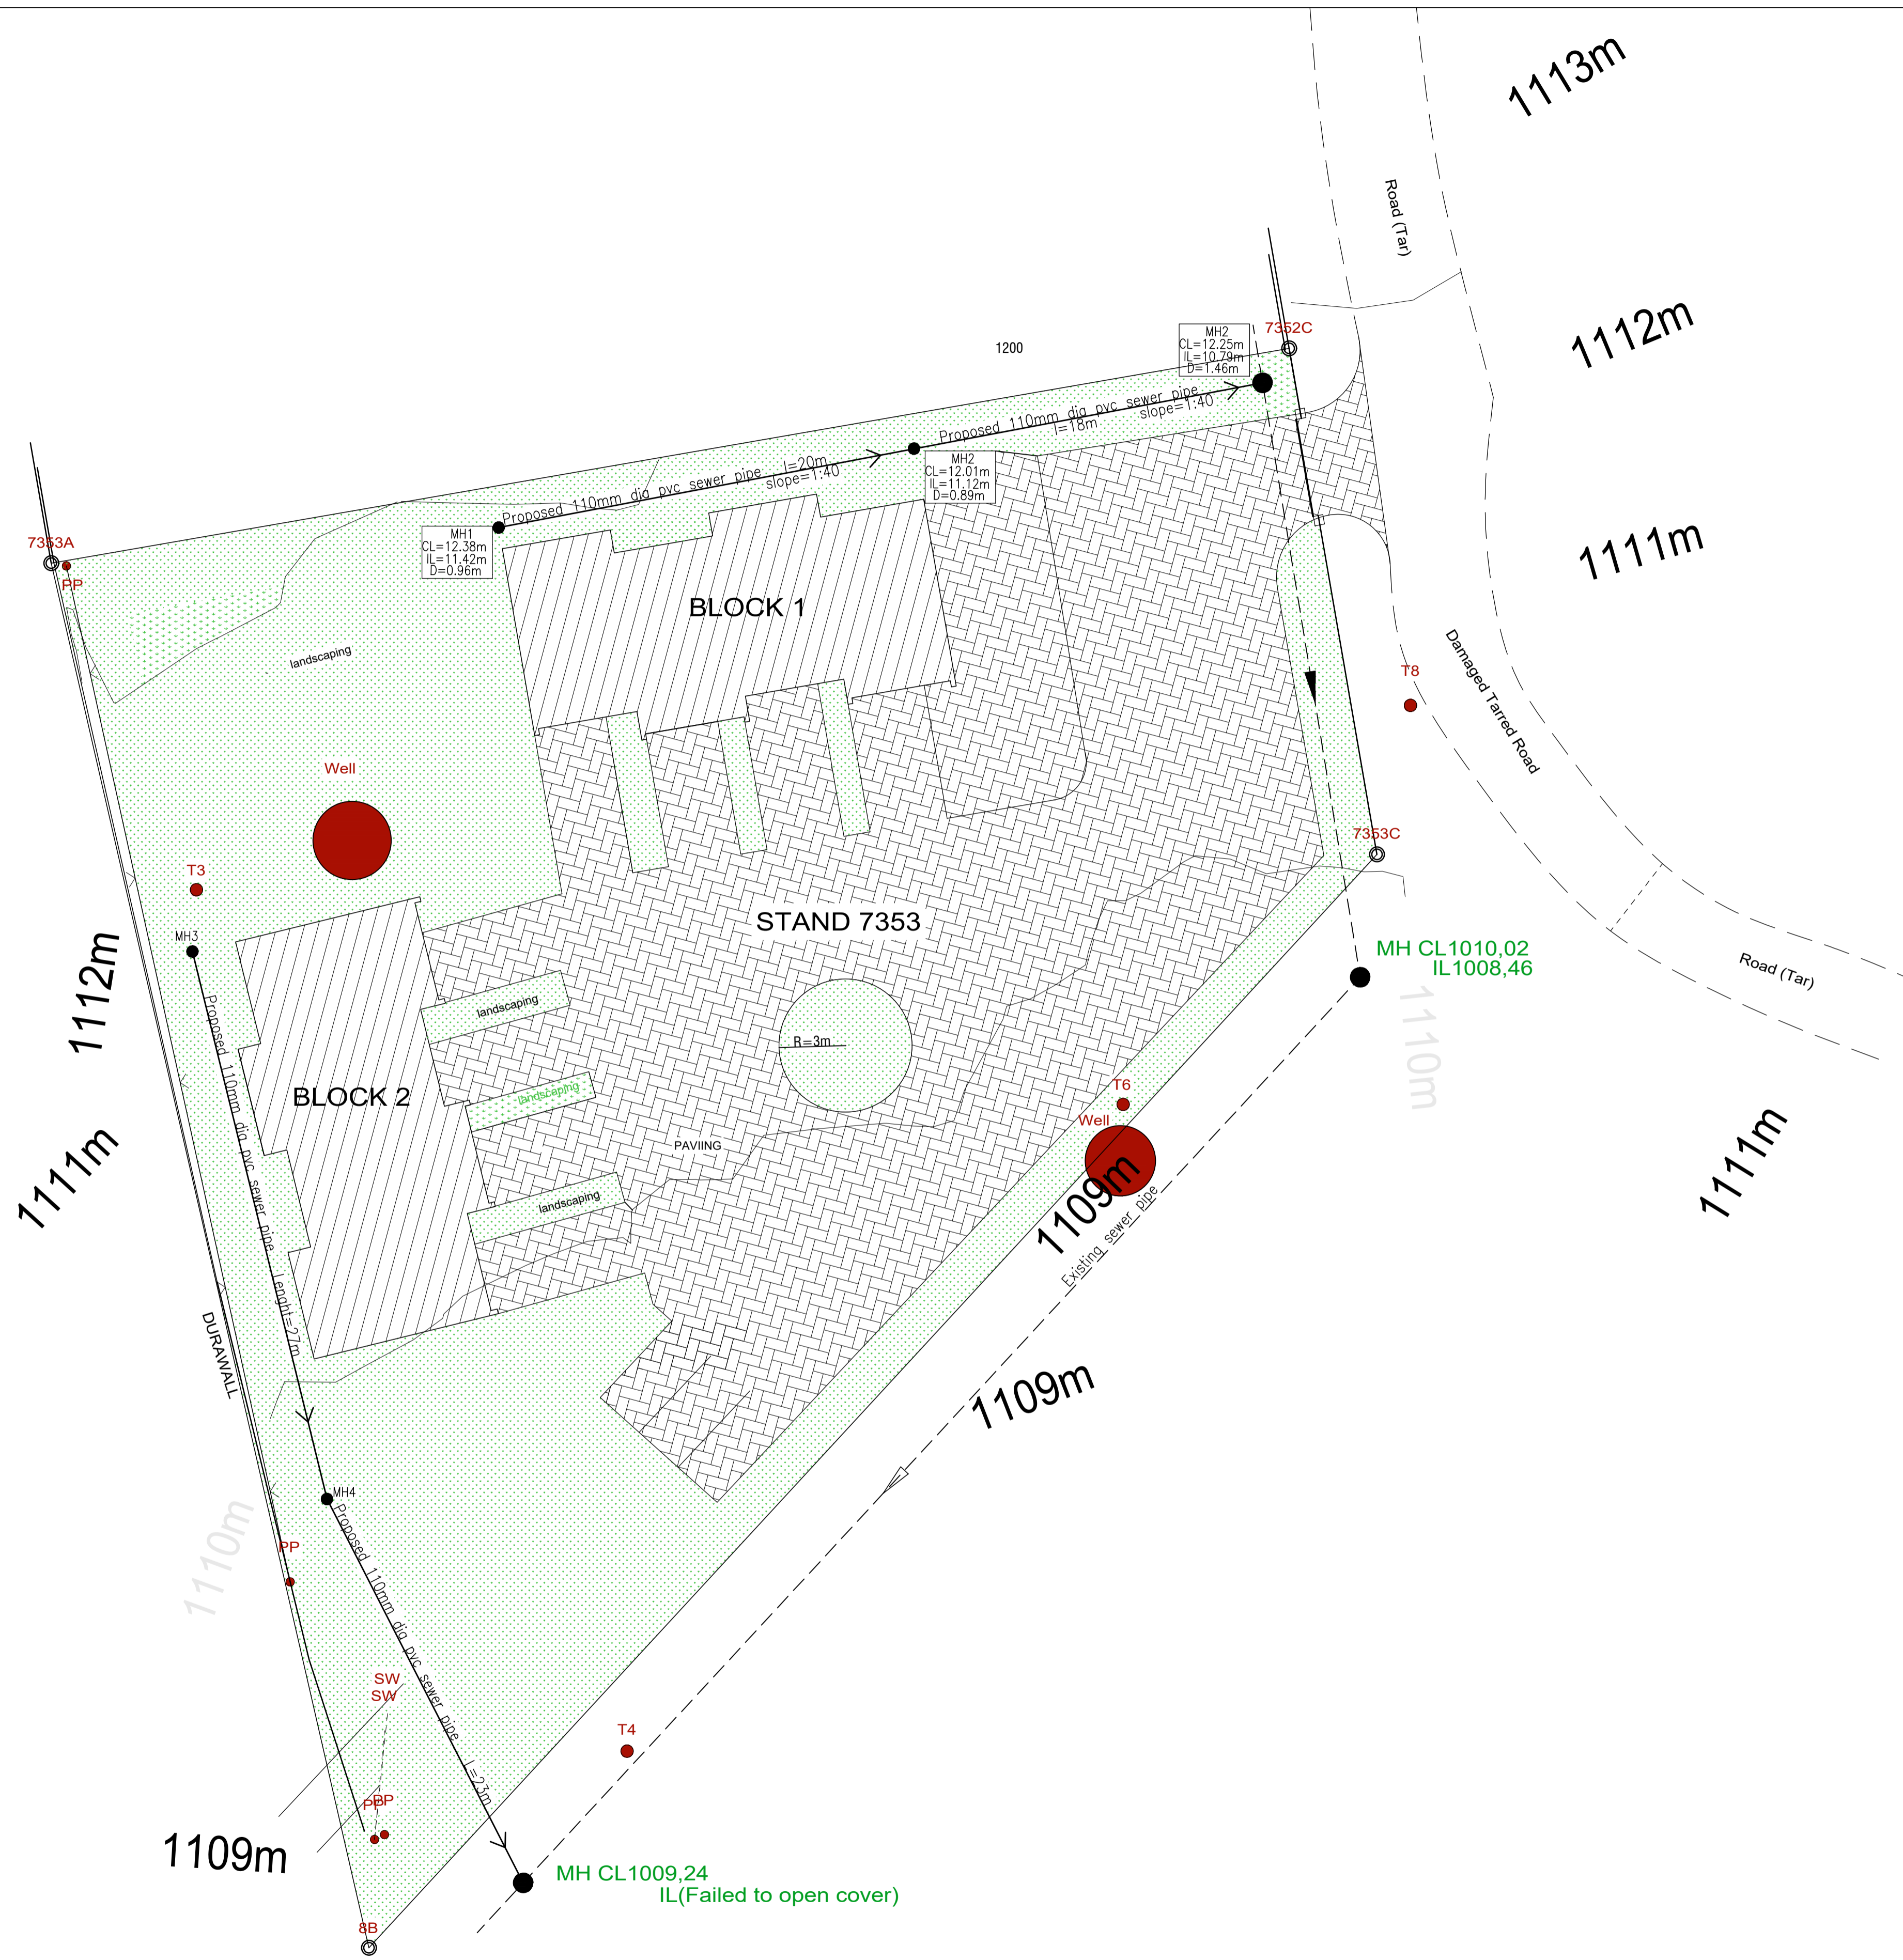 1113m
Road (Tar)
1112m
7352C
MH2
CL=12.25m
IL=10.79m
D=1.46m
1200
Proposed 110mm dia pvc sewer pipe
l=18m
slope=1:40
MH2
CL=12.01m
IL=11.12m
D=0.89m
Proposed 110mm dia pvc sewer pipe
l=20m
slope=1:40
MH1
CL=12.38m
IL=11.42m
D=0.96m
1111m
7353A
PP
landscaping
BLOCK 1
T8
Damaged Tarred Road
Well
7353C
T3
STAND 7353
MH3
1112m
MH CL1010,02
IL1008,46
Road (Tar)
landscaping
1110m
R=3m
Proposed 110mm dia pvc sewer pipe
Lenght=27m
BLOCK 2
landscaping
T6
Well
1109m
PAVIING
1111m
1111m
landscaping
Existing sewer pipe
DURAWALL
1109m
MH4
1110m
PP
Proposed 110mm dia pvc sewer pipe
L=23m
SW
SW
T4
PP
PP
1109m
MH CL1009,24
IL(Failed to open cover)
8B